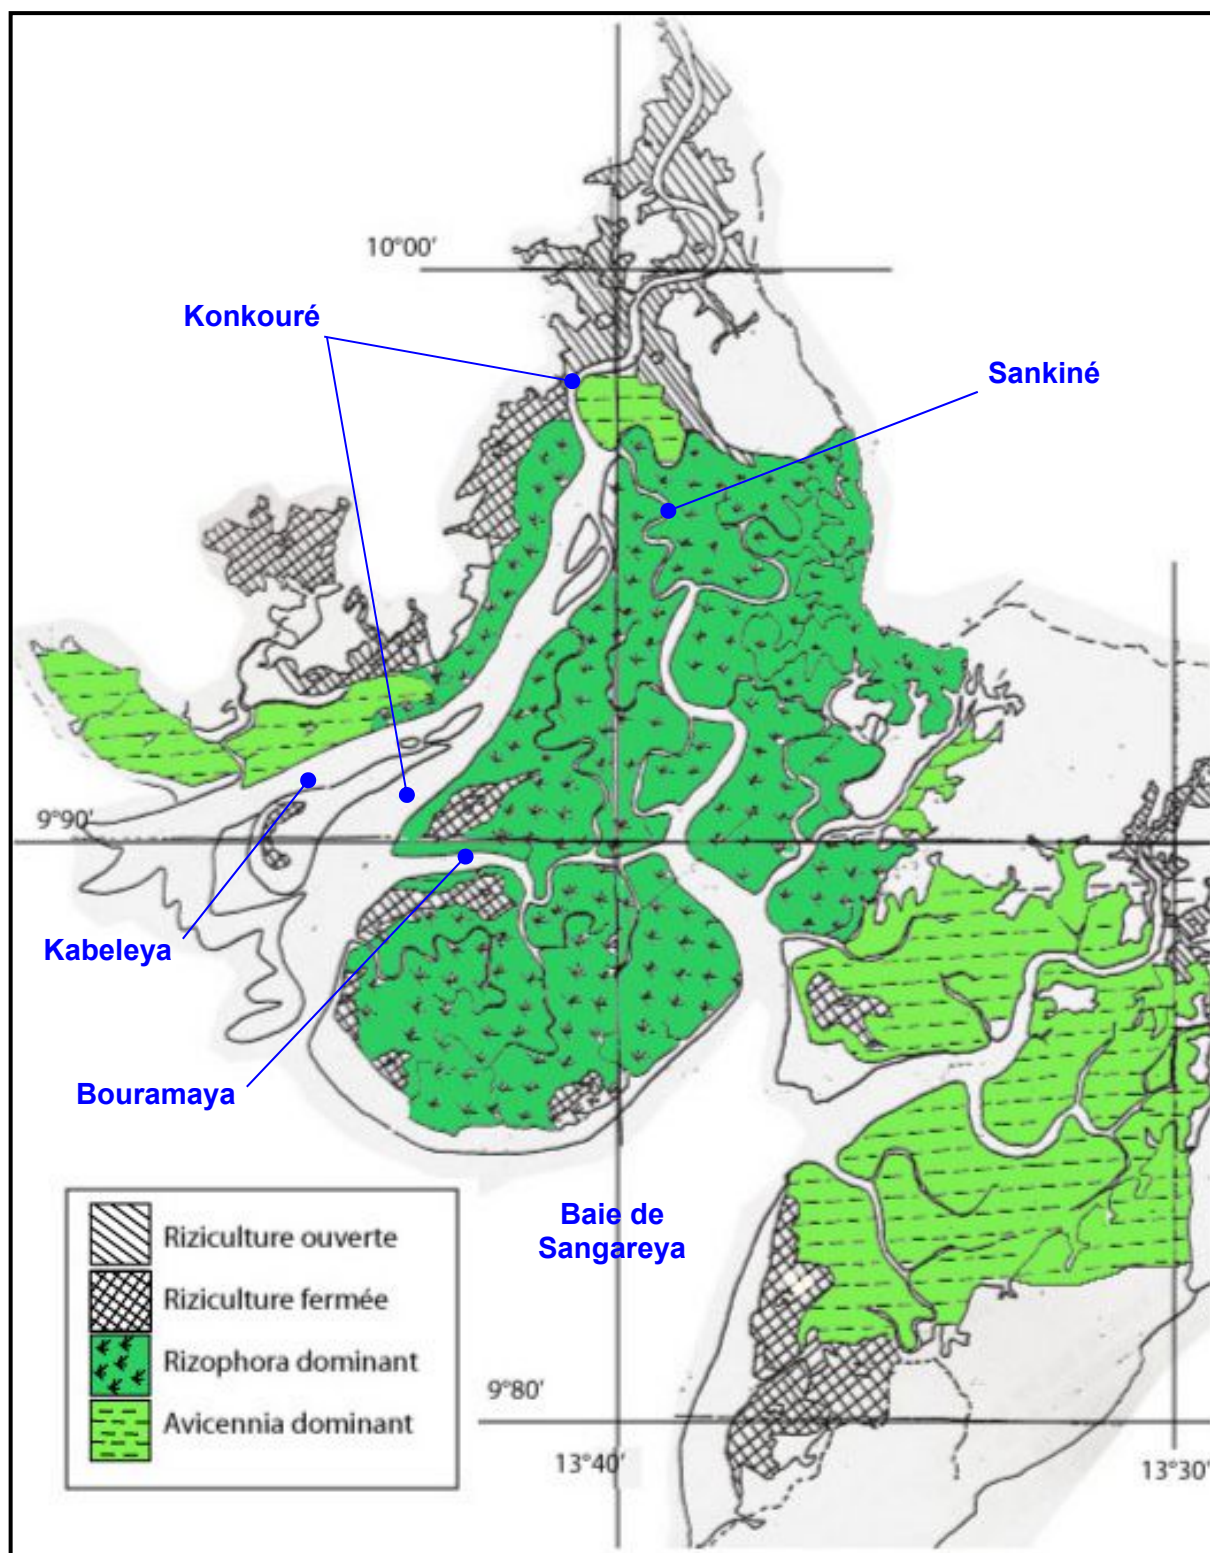 10°00'
Konkouré
Sankiné
9°90'
Kabeleya
Bouramaya
Baie de
Sangareya
Riziculture ouverte
Riziculture fermée
Rizophora dominant
Avicennia dominant
9°80'
13°40'
13°30'